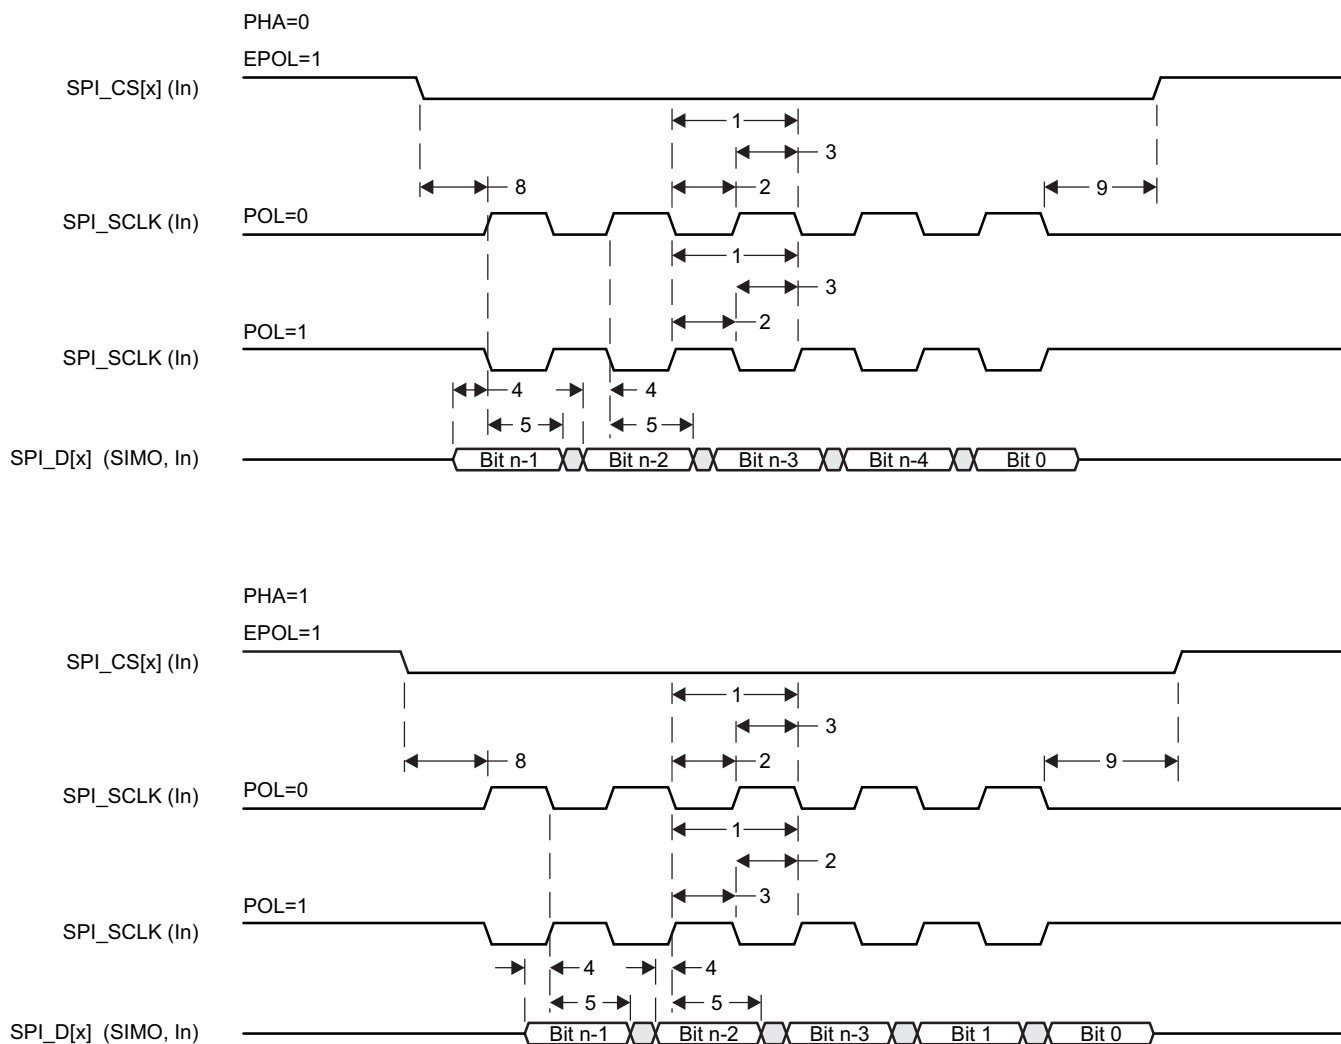 PHA=0
EPOL=1
SPI_CS[x] (In)
1
3
8
2
9
SPI_SCLK (In)
POL=0
1
3
2
POL=1
SPI_SCLK (In)
4
4
5
5
SPI_D[x] (SIMO, In)
Bit n-1
Bit n-2
Bit n-3
Bit n-4
Bit 0
PHA=1
EPOL=1
SPI_CS[x] (In)
1
3
8
2
9
SPI_SCLK (In)
POL=0
1
2
3
POL=1
SPI_SCLK (In)
4
4
5
5
SPI_D[x] (SIMO, In)
Bit n-1
Bit n-2
Bit n-3
Bit 1
Bit 0